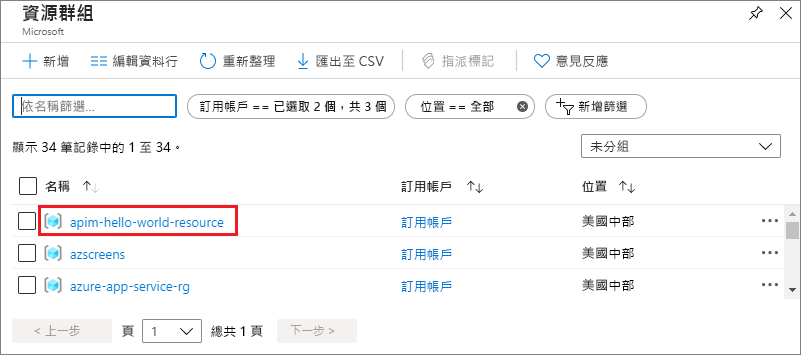 資源群組
Microsoft
新增 編輯資料行 重新整理 匯出至 CSV 指派標記 意見反應
依名稱篩選... 訂用帳戶 == 已選取 2 個，共 3 個 位置 == 全部 新增篩選
顯示 34 筆記錄中的 1 至 34。 未分組
名稱 ↑↓ 訂用帳戶 ↑↓ 位置 ↑↓
apim-hello-world-resource 訂用帳戶 美國中部 •••
azscreens 訂用帳戶 美國中部 •••
azure-app-service-rg 訂用帳戶 美國中部 •••
< 上一步 頁 1 總共 1 頁 下一步 >